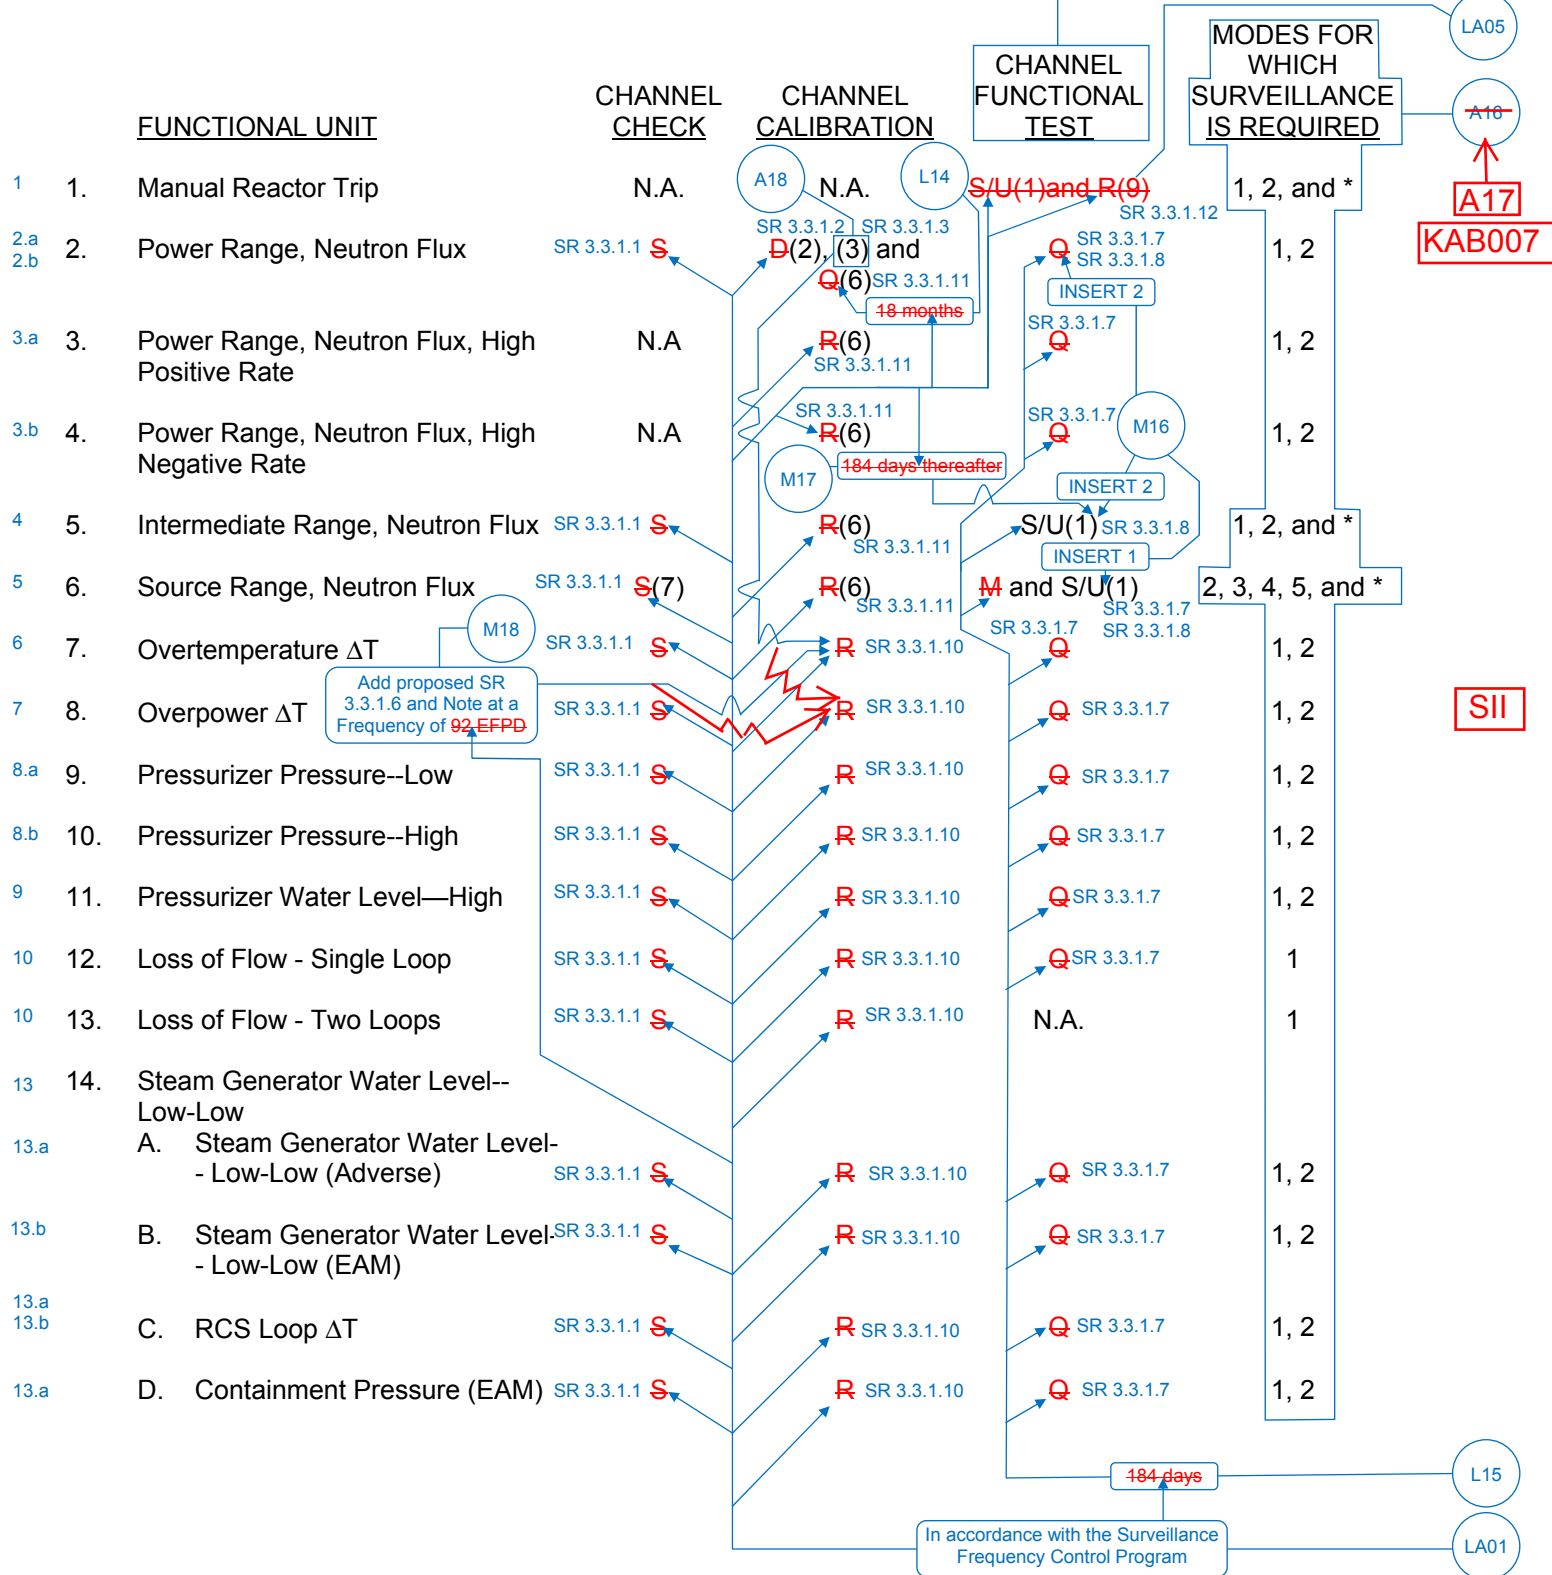 LA05
MODES FOR
WHICH
SURVEILLANCE
IS REQUIRED
CHANNEL
FUNCTIONAL
TEST
CHANNEL
CHECK
CHANNEL
CALIBRATION
FUNCTIONAL UNIT
A16
A17
KAB007
1 1. Manual Reactor Trip N.A. A18 N.A. L14 S/U(1)and R(9) 1, 2, and *
SR 3.3.1.12
SR 3.3.1.2 SR 3.3.1.3
2.a
2.b
2. Power Range, Neutron Flux SR 3.3.1.1 S D(2), (3) and Q SR 3.3.1.7 1, 2
SR 3.3.1.8
Q(6) SR 3.3.1.11
INSERT 2
18 months
SR 3.3.1.7
3.a 3. Power Range, Neutron Flux, High N.A R(6) Q 1, 2
Positive Rate
SR 3.3.1.11
SR 3.3.1.11
SR 3.3.1.7
M16
3.b 4. Power Range, Neutron Flux, High N.A R(6) Q 1, 2
Negative Rate
M17
184 days thereafter
INSERT 2
4 5. Intermediate Range, Neutron Flux SR 3.3.1.1 S R(6) S/U(1) SR 3.3.1.8 1, 2, and *
SR 3.3.1.11
INSERT 1
5 6. Source Range, Neutron Flux SR 3.3.1.1 S(7) R(6) M and S/U(1) 2, 3, 4, 5, and *
SR 3.3.1.11
SR 3.3.1.7
SR 3.3.1.8
M18
SR 3.3.1.7
6 7. Overtemperature ΔT SR 3.3.1.1 S R SR 3.3.1.10 Q 1, 2
Add proposed SR
3.3.1.6 and Note at a
Frequency of 92 EFPD
7 8. Overpower ΔT SR 3.3.1.1 S R SR 3.3.1.10 Q SR 3.3.1.7 1, 2
SII
8.a 9. Pressurizer Pressure--Low SR 3.3.1.1 S R SR 3.3.1.10 Q SR 3.3.1.7 1, 2
8.b 10. Pressurizer Pressure--High SR 3.3.1.1 S R SR 3.3.1.10 Q SR 3.3.1.7 1, 2
9 11. Pressurizer Water Level—High SR 3.3.1.1 S R SR 3.3.1.10 Q SR 3.3.1.7 1, 2
10 12. Loss of Flow - Single Loop SR 3.3.1.1 S R SR 3.3.1.10 Q SR 3.3.1.7 1
10 13. Loss of Flow - Two Loops SR 3.3.1.1 S R SR 3.3.1.10 N.A. 1
13 14. Steam Generator Water Level--
Low-Low
13.a A. Steam Generator Water Level-
- Low-Low (Adverse) SR 3.3.1.1 S R SR 3.3.1.10 Q SR 3.3.1.7 1, 2
13.b B. Steam Generator Water Level- SR 3.3.1.1 S R SR 3.3.1.10 Q SR 3.3.1.7 1, 2
- Low-Low (EAM)
13.a
13.b
C. RCS Loop ΔT SR 3.3.1.1 S R SR 3.3.1.10 Q SR 3.3.1.7 1, 2
13.a D. Containment Pressure (EAM) SR 3.3.1.1 S R SR 3.3.1.10 Q SR 3.3.1.7 1, 2
184 days
L15
In accordance with the Surveillance
Frequency Control Program
LA01